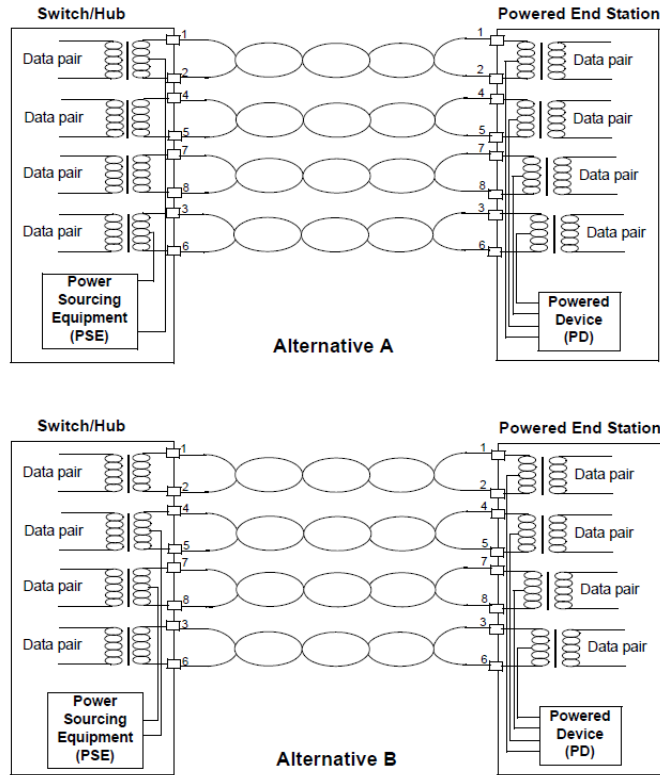 Switch/Hub
Powered End Station
1
1
Data pair
Data pair
2
2
4
4
Data pair
Data pair
5
5
7
7
Data pair
Data pair
8
8
3
3
Data pair
Data pair
6
6
Power
Sourcing
Equipment
(PSE)
Powered
Device
(PD)
Alternative A
Switch/Hub
Powered End Station
1
1
Data pair
Data pair
2
2
4
4
Data pair
Data pair
5
5
7
7
Data pair
Data pair
8
8
3
3
Data pair
Data pair
6
6
Power
Sourcing
Equipment
(PSE)
Powered
Device
(PD)
Alternative B